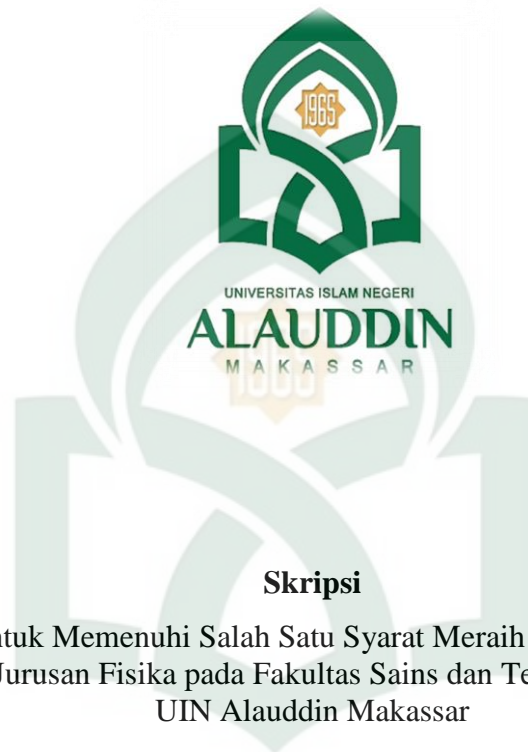 1965
UNIVERSITAS ISLAM NEGERI
ALAUDDIN
MAKASSAR
1965
Skripsi
Memenuhi Salah Satu Syarat Meraih
Jurusan Fisika pada Fakultas Sains dan
UIN Alauddin Makassar